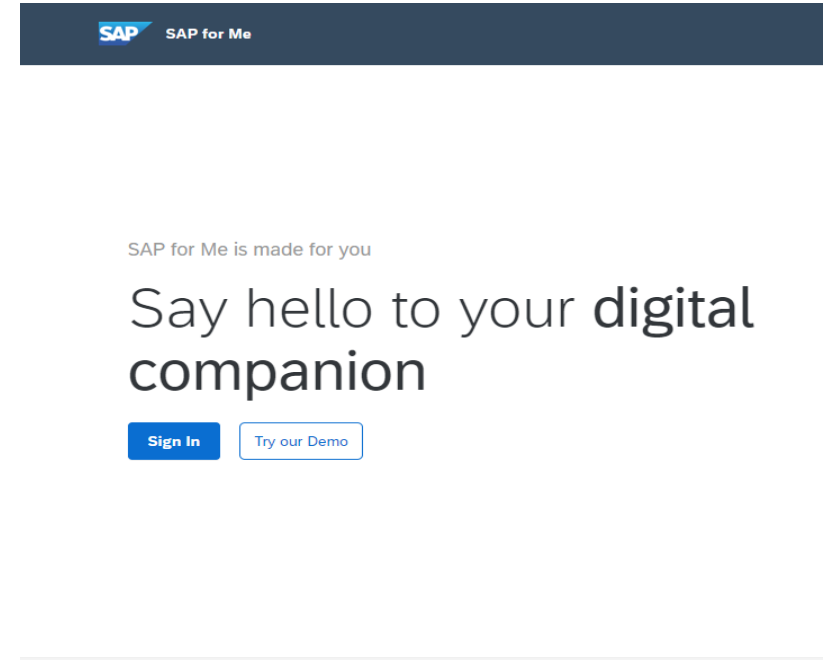 SAP SAP for Me
SAP for Me is made for you
Say hello to your digital
companion
Sign In Try our Demo